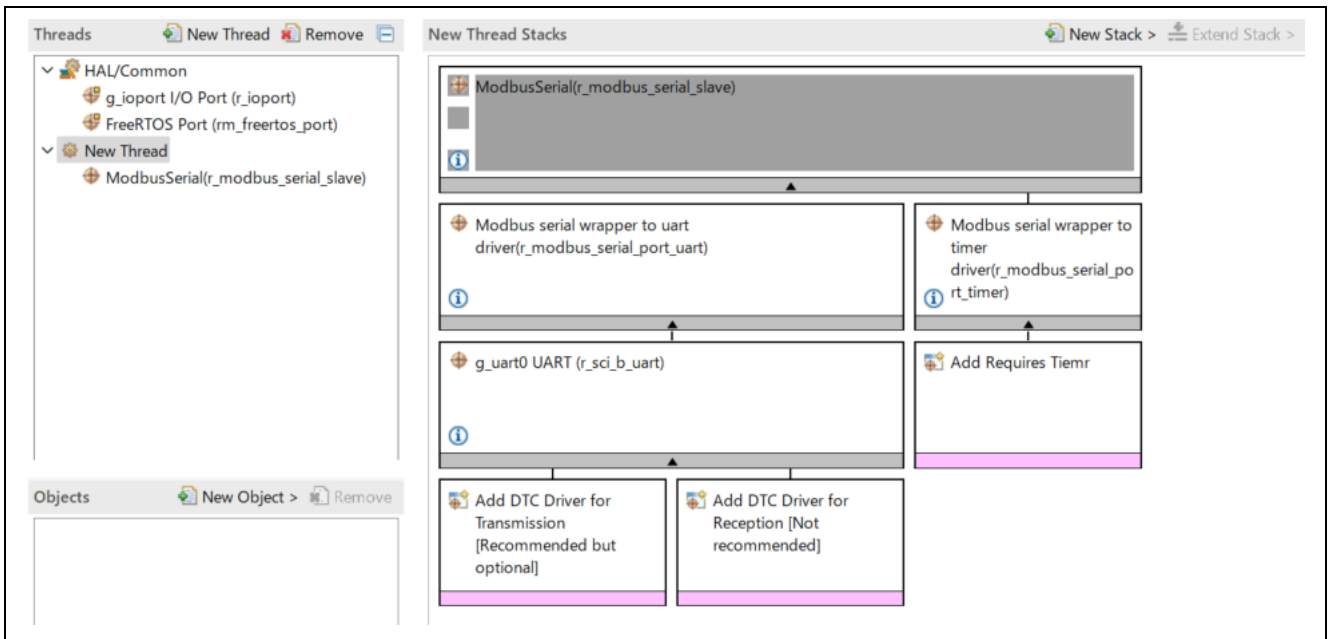 Threads
New Thread
Remove
HAL/Common
g_ioport I/O Port (r_ioport)
FreeRTOS Port (rm_freertos_port)
New Thread
ModbusSerial(r_modbus_serial_slave)
Objects
New Object >
Remove
New Thread Stacks
New Stack >
Extend Stack >
ModbusSerial(r_modbus_serial_slave)
Modbus serial wrapper to uart
driver(r_modbus_serial_port_uart)
Modbus serial wrapper to
timer
driver(r_modbus_serial_po
rt_timer)
g_uart0 UART (r_sci_b_uart)
Add Requires Tiemr
Add DTC Driver for
Transmission
[Recommended but
optional]
Add DTC Driver for
Reception [Not
recommended]